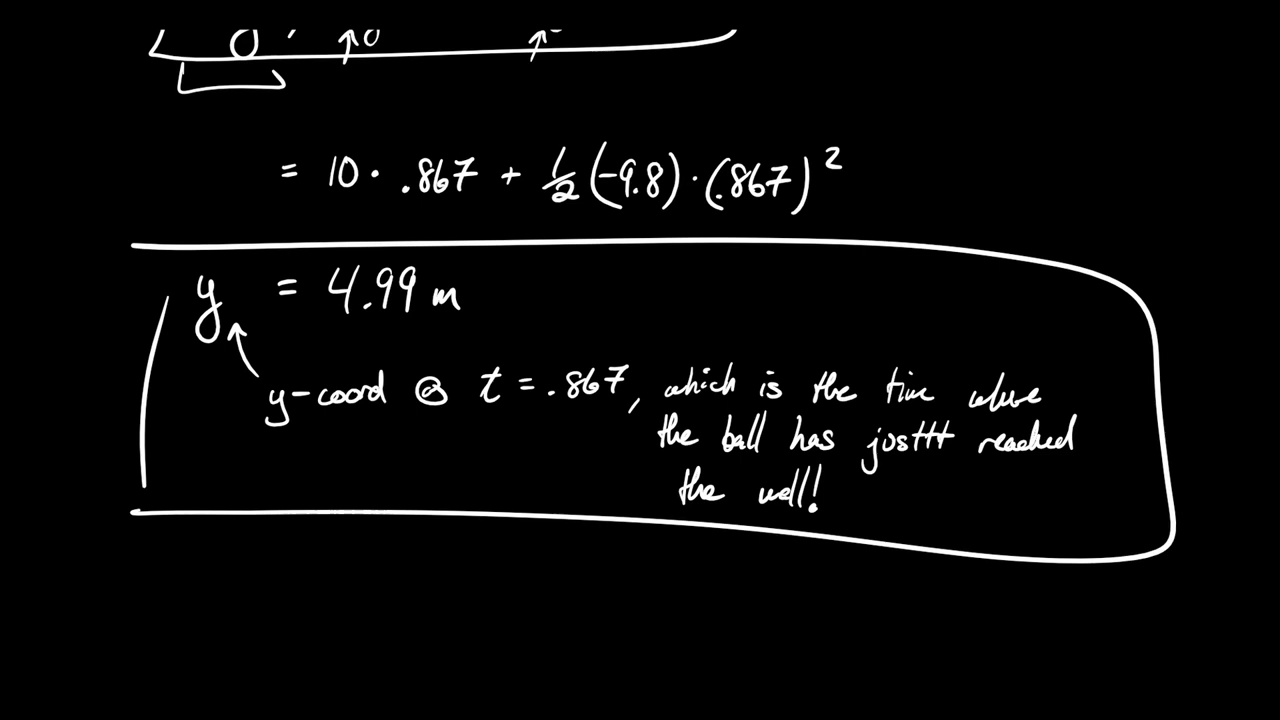 = 10 · .867 + 1/2 (-9.8) · (.867)²
y = 4.99 m
y-coord @ t = .867, which is the time where
the ball has justtt reached
the wall!